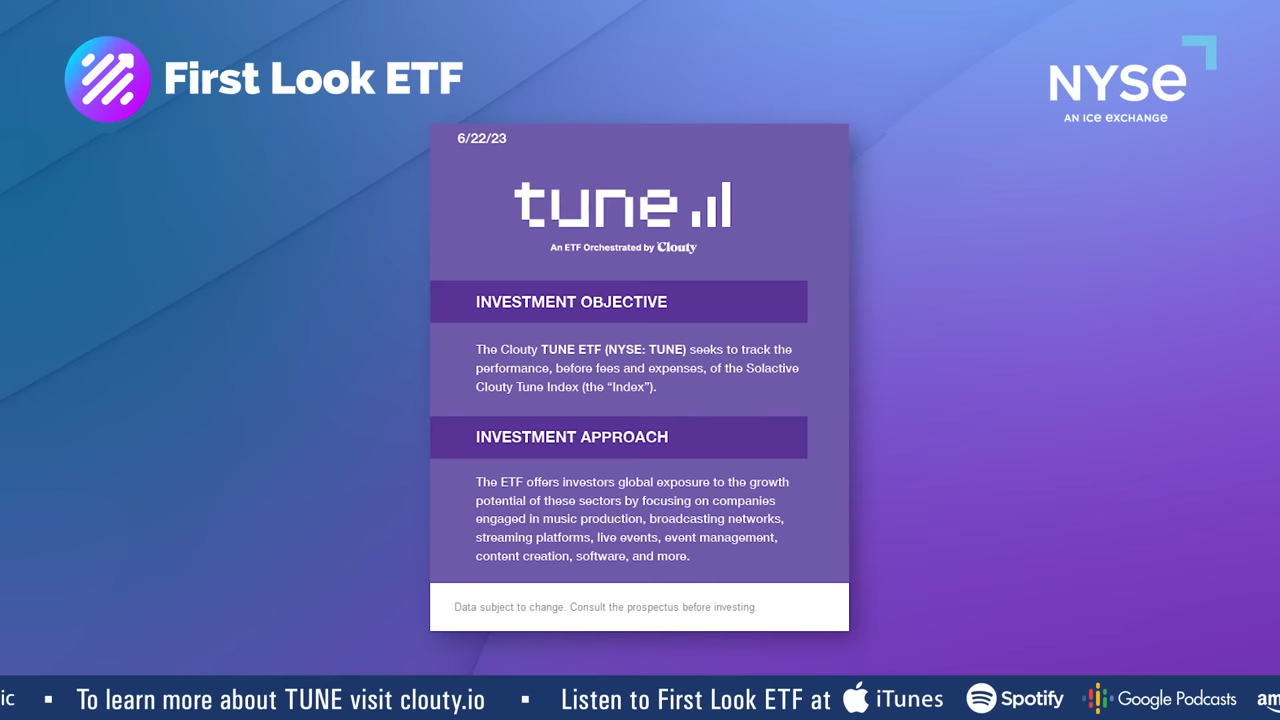 First Look ETF
NYSE
AN ICE EXCHANGE
6/22/23
tune
An ETF Orchestrated by Clouty
INVESTMENT OBJECTIVE
The Clouty TUNE ETF (NYSE: TUNE) seeks to track the
performance, before fees and expenses, of the Solactive
Clouty Tune Index (the “Index”).
INVESTMENT APPROACH
The ETF offers investors global exposure to the growth
potential of these sectors by focusing on companies
engaged in music production, broadcasting networks,
streaming platforms, live events, event management,
content creation, software, and more.
Data subject to change. Consult the prospectus before investing.
ic ▪ To learn more about TUNE visit clouty.io ▪ Listen to First Look ETF at iTunes Spotify Google Podcasts am